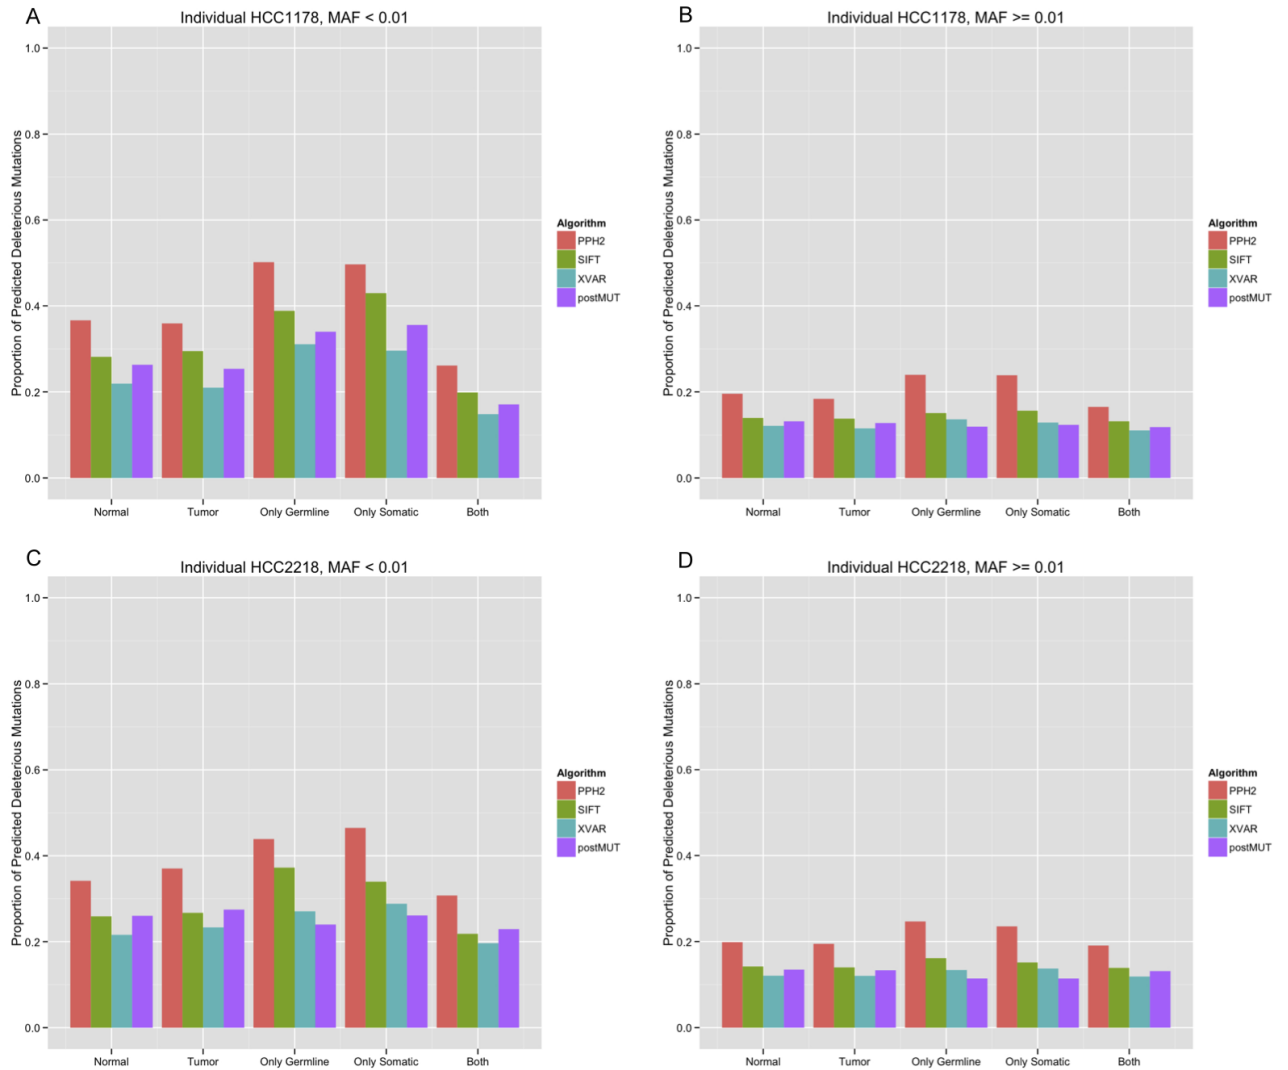 A
Individual HCC1178, MAF < 0.01
Proportion of Predicted Deleterious Mutations
1.0
0.8
0.6
0.4
0.2
0.0
Normal
Tumor
Only Germline
Only Somatic
Both
Algorithm
PPH2
SIFT
XVAR
postMUT
B
Individual HCC1178, MAF >= 0.01
Proportion of Predicted Deleterious Mutations
1.0
0.8
0.6
0.4
0.2
0.0
Normal
Tumor
Only Germline
Only Somatic
Both
Algorithm
PPH2
SIFT
XVAR
postMUT
C
Individual HCC2218, MAF < 0.01
Proportion of Predicted Deleterious Mutations
1.0
0.8
0.6
0.4
0.2
0.0
Normal
Tumor
Only Germline
Only Somatic
Both
Algorithm
PPH2
SIFT
XVAR
postMUT
D
Individual HCC2218, MAF >= 0.01
Proportion of Predicted Deleterious Mutations
1.0
0.8
0.6
0.4
0.2
0.0
Normal
Tumor
Only Germline
Only Somatic
Both
Algorithm
PPH2
SIFT
XVAR
postMUT